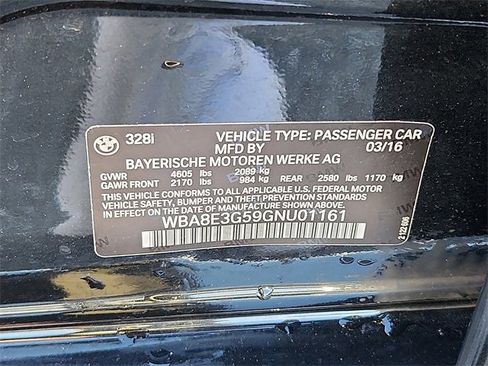 328i VEHICLE TYPE: PASSENGER CAR
MFD BY 03/16
BAYERISCHE MOTOREN WERKE AG
GVWR 4605 lbs 2089 kg
GAWR FRONT 2170 lbs 984 kg REAR 2580 lbs 1170 kg
THIS VEHICLE CONFORMS TO ALL APPLICABLE U.S. FEDERAL MOTOR
VEHICLE SAFETY, BUMPER AND THEFT PREVENTION STANDARDS
IN EFFECT ON THE DATE OF MANUFACTURE SHOWN ABOVE.
WBA8E3G59GNU01161